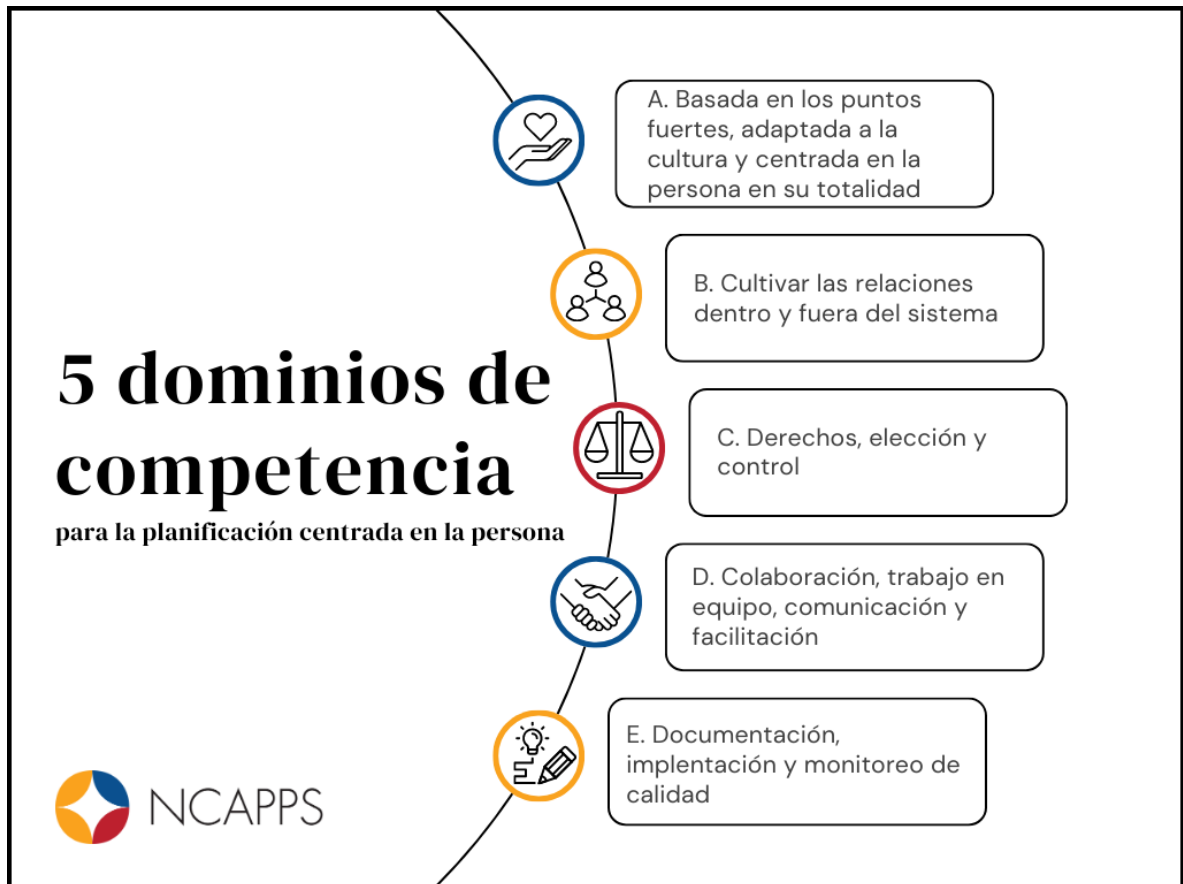 5 dominios de
competencia
para la planificación centrada en la persona
A. Basada en los puntos
fuertes, adaptada a la
cultura y centrada en la
persona en su totalidad
B. Cultivar las relaciones
dentro y fuera del sistema
C. Derechos, elección y
control
D. Colaboración, trabajo en
equipo, comunicación y
facilitación
E. Documentación,
implentación y monitoreo de
calidad
NCAPPS